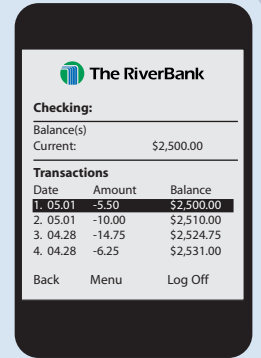 The RiverBank
Checking:
Balance(s)
Current: $2,500.00
Transactions
Date Amount Balance
1. 05.01 -5.50 $2,500.00
2. 05.01 -10.00 $2,510.00
3. 04.28 -14.75 $2,524.75
4. 04.28 -6.25 $2,531.00
Back Menu Log Off